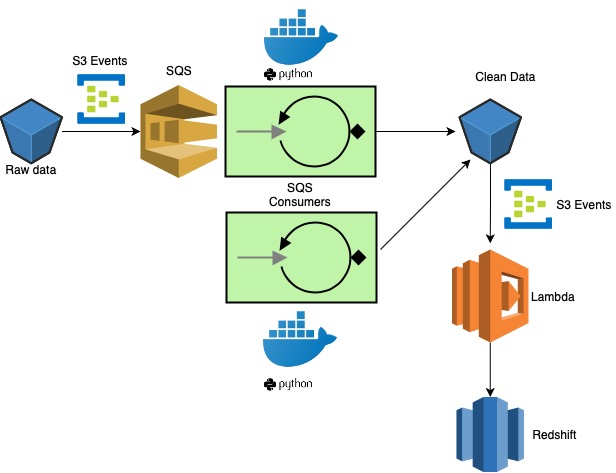 S3 Events
SQS
python
Clean Data
Raw data
SQS
Consumers
S3 Events
Lambda
python
Redshift